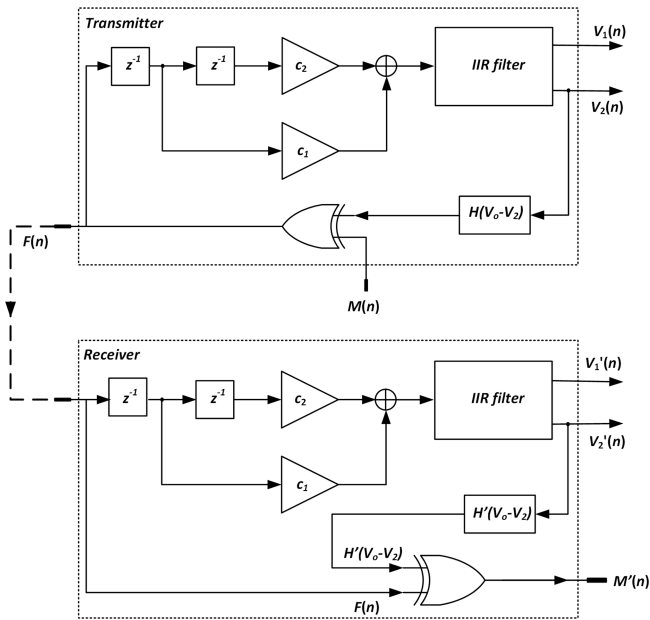 Transmitter
V₁(n)
z⁻¹
z⁻¹
c₂
IIR filter
V₂(n)
c₁
H(Vₒ-V₂)
F(n)
M(n)
Receiver
V₁'(n)
z⁻¹
z⁻¹
c₂
IIR filter
V₂'(n)
c₁
H'(Vₒ-V₂)
H'(Vₒ-V₂)
M'(n)
F(n)